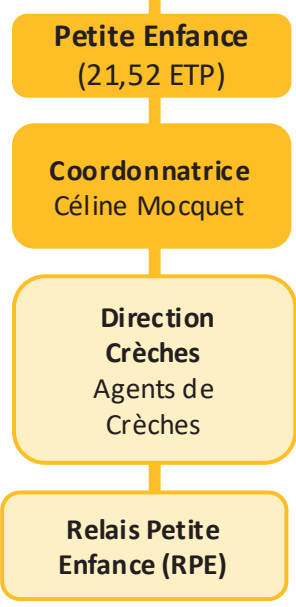 Petite Enfance
(21,52 ETP)
Coordonnatrice
Céline Mocquet
Direction
Crèches
Agents de
Crèches
Relais Petite
Enfance (RPE)